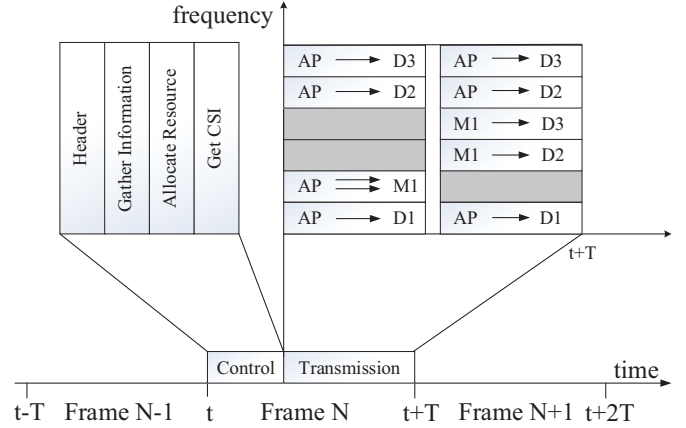 frequency
Header
Gather Information
Allocate Resource
Get CSI
AP D3
AP D2
AP M1
AP D1
AP D3
AP D2
M1 D3
M1 D2
AP D1
t+T
Control
Transmission
time
t-T Frame N-1 t Frame N t+T Frame N+1 t+2T